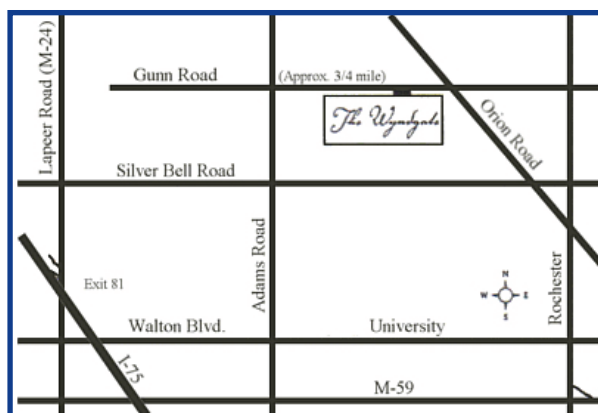 Lapeer Road (M-24)
Gunn Road
(Approx. 3/4 mile)
The Wyndgate
Orion Road
Silver Bell Road
Adams Road
Exit 81
N
W E
S
Rochester
Walton Blvd.
University
I-75
M-59